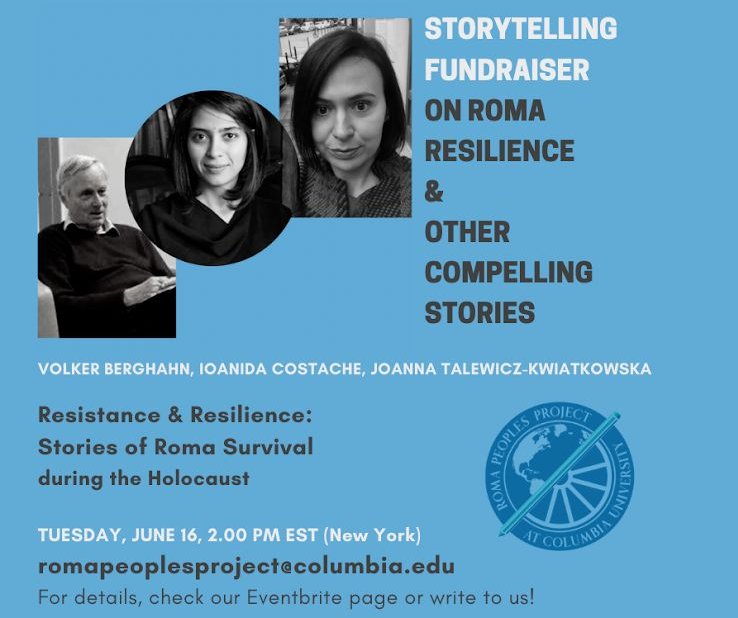 STORYTELLING
FUNDRAISER
ON ROMA
RESILIENCE
&
OTHER
COMPELLING
STORIES
VOLKER BERGHAHN, IOANIDA COSTACHE, JOANNA TALEWICZ-KWIATKOWSKA
Resistance & Resilience:
Stories of Roma Survival
during the Holocaust
ROMA PEOPLES PROJECT
AT COLUMBIA UNIVERSITY
TUESDAY, JUNE 16, 2.00 PM EST (New York)
romapeoplesproject@columbia.edu
For details, check our Eventbrite page or write to us!